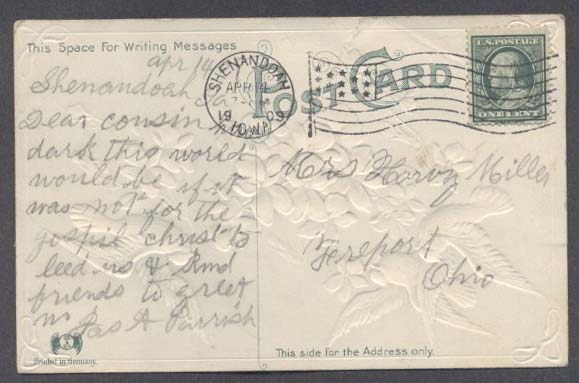 This Space For Writing Messages
POST CARD
SHENANDOAH
APR 14
1909
IOWA
U.S. POSTAGE
ONE CENT
apr 14
Shenandoah Ia
Dear cousin
dark this world
would be if it
was not for the
gospil christ to
leed us & kind
friends to greet
us Jas A Parrish
Mrs Harvy Miller
Freeport
Ohio
Printed in Germany.
This side for the Address only.